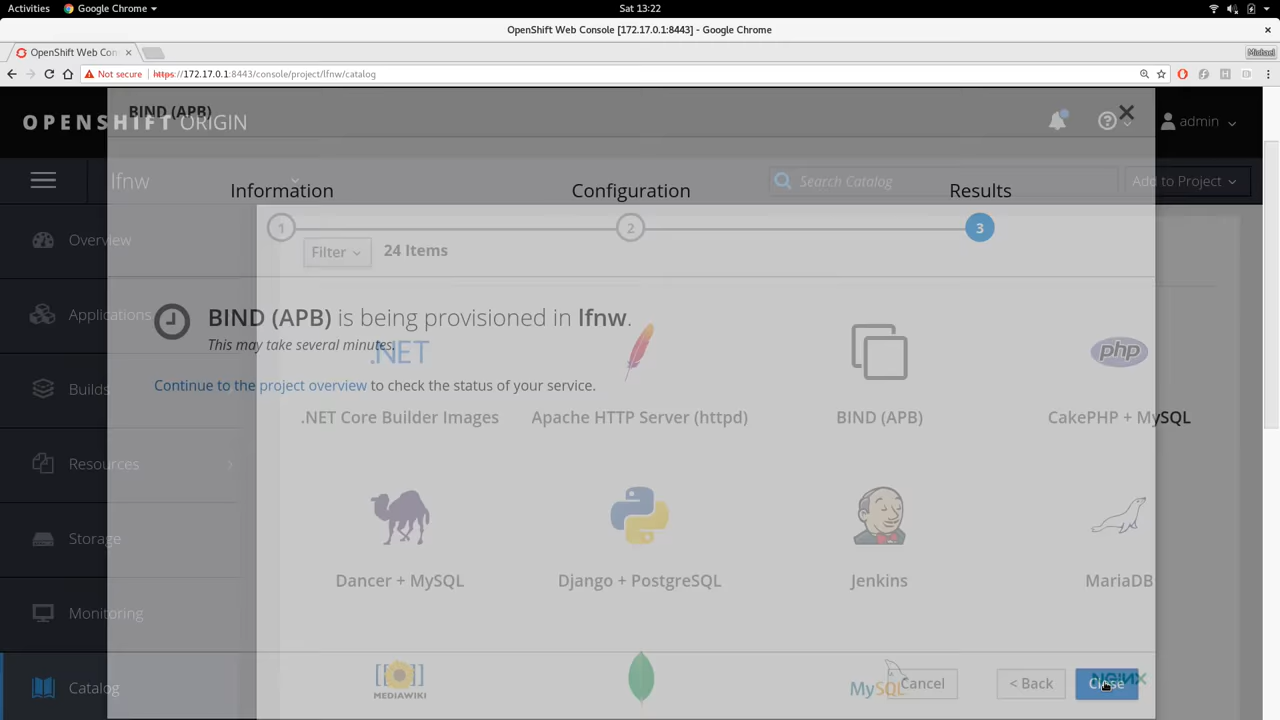 Activities
Google Chrome
Sat 13:22
OpenShift Web Console [172.17.0.1:8443] - Google Chrome
OpenShift Web Con
Michael
Not secure
https://172.17.0.1:8443/console/project/lfnw/catalog
BIND (APB)
OPENSHIFT ORIGIN
admin
lfnw
Search Catalog
Add to Project
Information
Configuration
Results
1
2
3
Overview
Filter
24 Items
Applications
BIND (APB) is being provisioned in lfnw.
This may take several minutes.
Continue to the project overview to check the status of your service.
.NET
php
Builds
.NET Core Builder Images
Apache HTTP Server (httpd)
BIND (APB)
CakePHP + MySQL
Resources
Storage
Dancer + MySQL
Django + PostgreSQL
Jenkins
MariaDB
Monitoring
Catalog
MEDIAWIKI
MySQL
Cancel
< Back
Close
NGINX